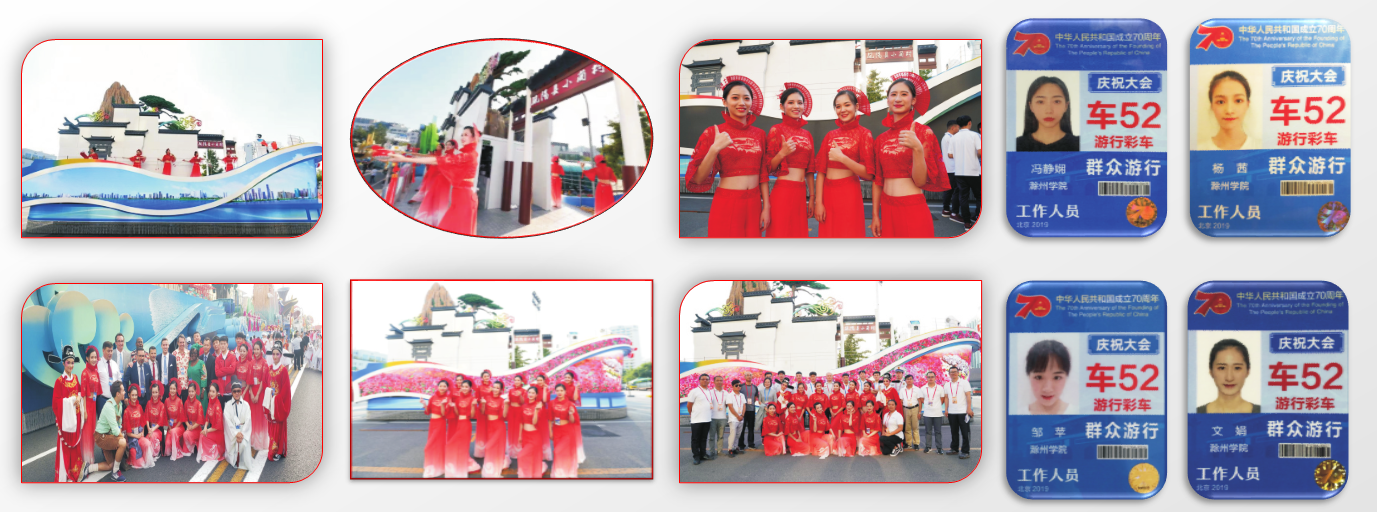 凤阳县小岗村
70
中华人民共和国成立70周年
The 70th Anniversary of the Founding of
The People's Republic of China
庆祝大会
车52
游行彩车
冯静娴
群众游行
滁州学院
工作人员
北京 2019
70
中华人民共和国成立70周年
The 70th Anniversary of the Founding of
The People's Republic of China
庆祝大会
车52
游行彩车
杨 茜
群众游行
滁州学院
工作人员
北京 2019
70
中华人民共和国成立70周年
The 70th Anniversary of the Founding of
The People's Republic of China
庆祝大会
车52
游行彩车
邹 苹
群众游行
滁州学院
工作人员
北京 2019
70
中华人民共和国成立70周年
The 70th Anniversary of the Founding of
The People's Republic of China
庆祝大会
车52
游行彩车
文 娟
群众游行
滁州学院
工作人员
北京 2019